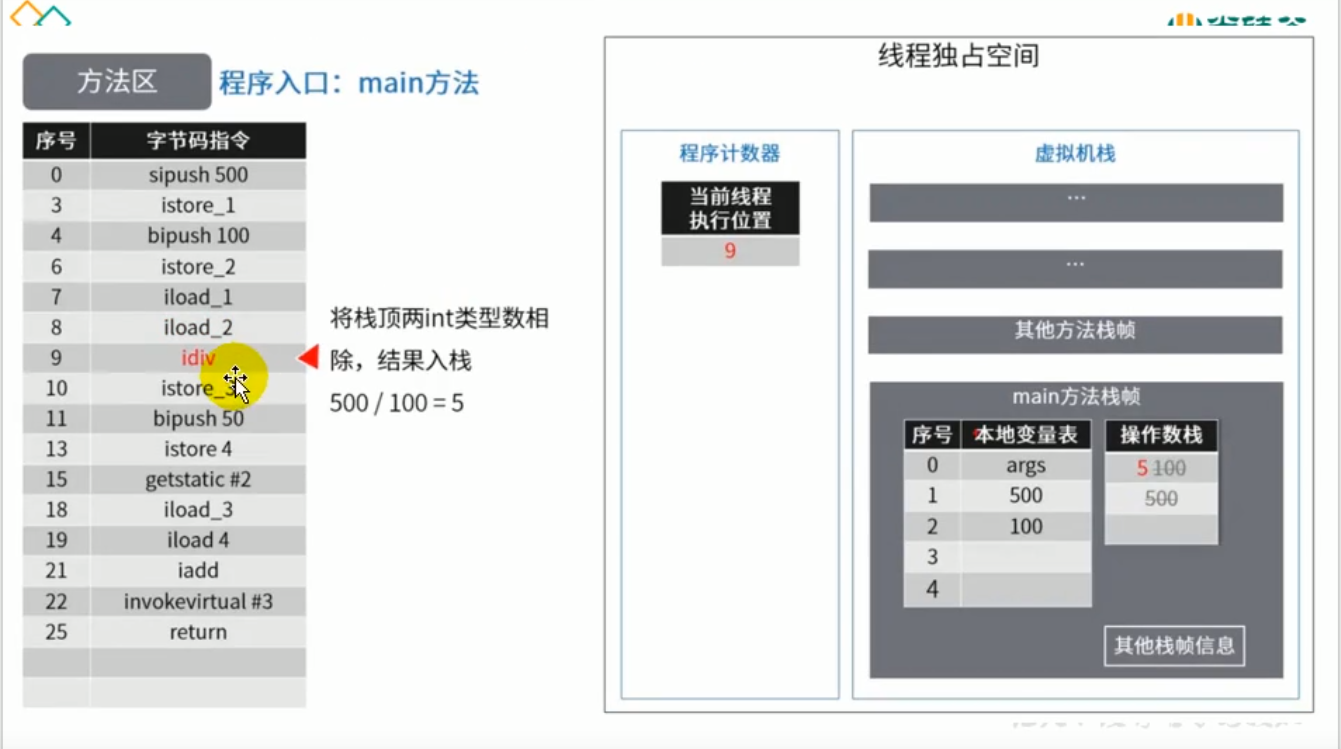 方法区
程序入口：main方法
序号 字节码指令
0 sipush 500
3 istore_1
4 bipush 100
6 istore_2
7 iload_1
8 iload_2
9 idiv
10 istore_3
11 bipush 50
13 istore 4
15 getstatic #2
18 iload_3
19 iload 4
21 iadd
22 invokevirtual #3
25 return
将栈顶两int类型数相
除，结果入栈
500 / 100 = 5
线程独占空间
程序计数器
当前线程
执行位置
9
虚拟机栈
...
...
其他方法栈帧
main方法栈帧
序号 本地变量表
0 args
1 500
2 100
3
4
操作数栈
5 100
500
其他栈帧信息